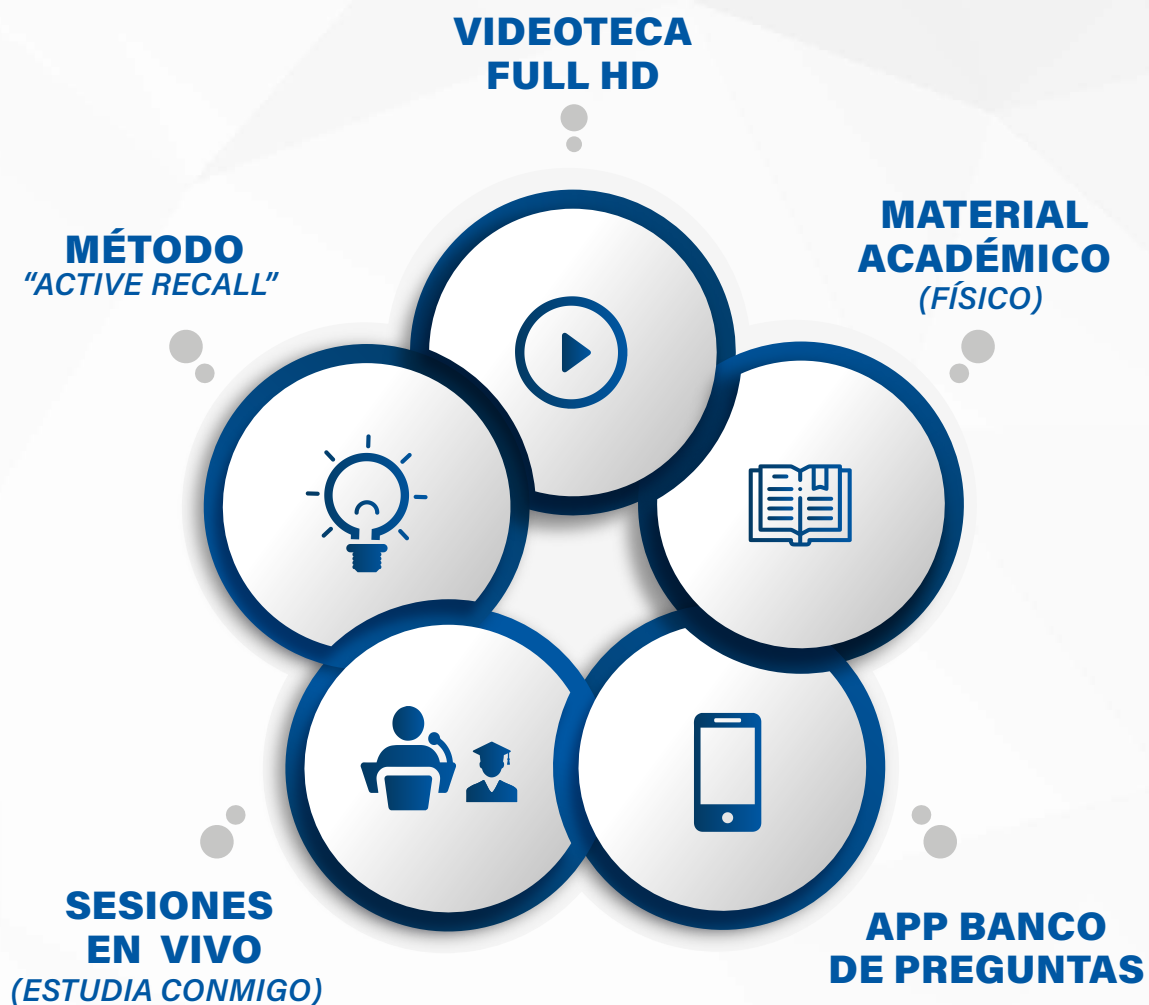 VIDEOTECA
FULL HD
MÉTODO
“ACTIVE RECALL”
MATERIAL
ACADÉMICO
(FÍSICO)
SESIONES
EN VIVO
(ESTUDIA CONMIGO)
APP BANCO
DE PREGUNTAS